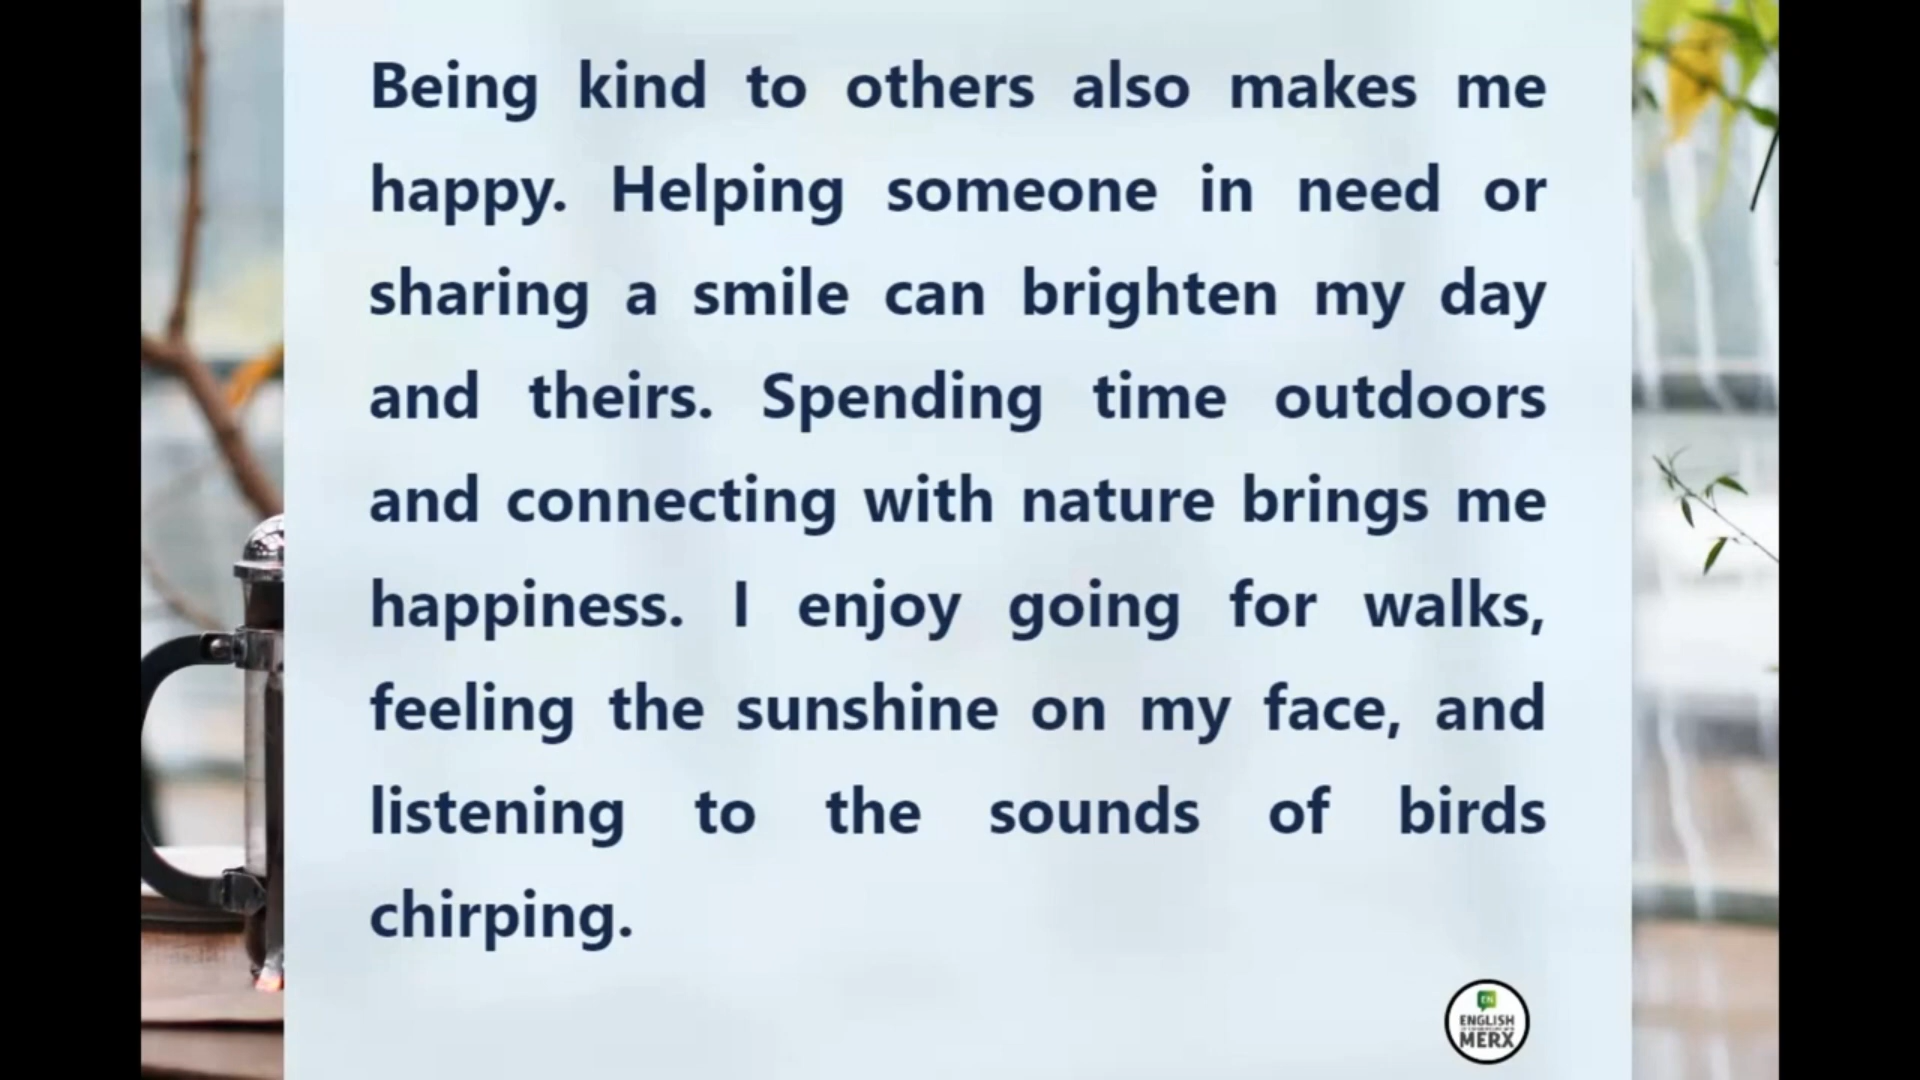 Being kind to others also makes me
happy. Helping someone in need or
sharing a smile can brighten my day
and theirs. Spending time outdoors
and connecting with nature brings me
happiness. I enjoy going for walks,
feeling the sunshine on my face, and
listening to the sounds of birds
chirping.
EN
ENGLISH
MERX